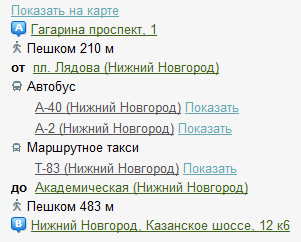 Показать на карте
A Гагарина проспект, 1
Пешком 210 м
от пл. Лядова (Нижний Новгород)
Автобус
А-40 (Нижний Новгород) Показать
А-2 (Нижний Новгород) Показать
Маршрутное такси
Т-83 (Нижний Новгород) Показать
до Академическая (Нижний Новгород)
Пешком 483 м
B Нижний Новгород, Казанское шоссе, 12 к6